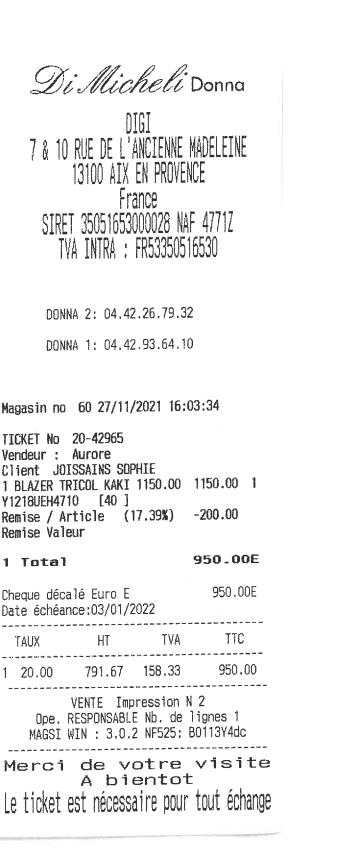 Di Micheli Donna
DIGI
7 & 10 RUE DE L'ANCIENNE MADELEINE
13100 AIX EN PROVENCE
France
SIRET 35051653000028 NAF 4771Z
TVA INTRA : FR53350516530
DONNA 2: 04.42.26.79.32
DONNA 1: 04.42.93.64.10
Magasin no 60 27/11/2021 16:03:34
TICKET No 20-42965
Vendeur : Aurore
Client JOISSAINS SOPHIE
1 BLAZER TRICOL KAKI 1150.00 1150.00 1
Y1218UEH4710 [40 ]
Remise / Article (17.39%) -200.00
Remise Valeur
1 Total 950.00E
Cheque décalé Euro E 950.00E
Date échéance:03/01/2022
TAUX HT TVA TTC
1 20.00 791.67 158.33 950.00
VENTE Impression N 2
Ope. RESPONSABLE Nb. de lignes 1
MAGSI WIN : 3.0.2 NF525: B0113Y4dc
Merci de votre visite
A bientot
Le ticket est nécessaire pour tout échange